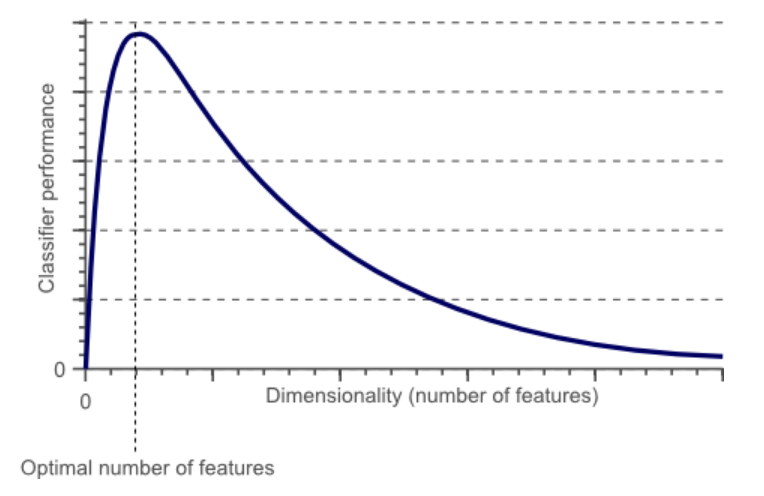 Classifier performance
0
0
Dimensionality (number of features)
Optimal number of features